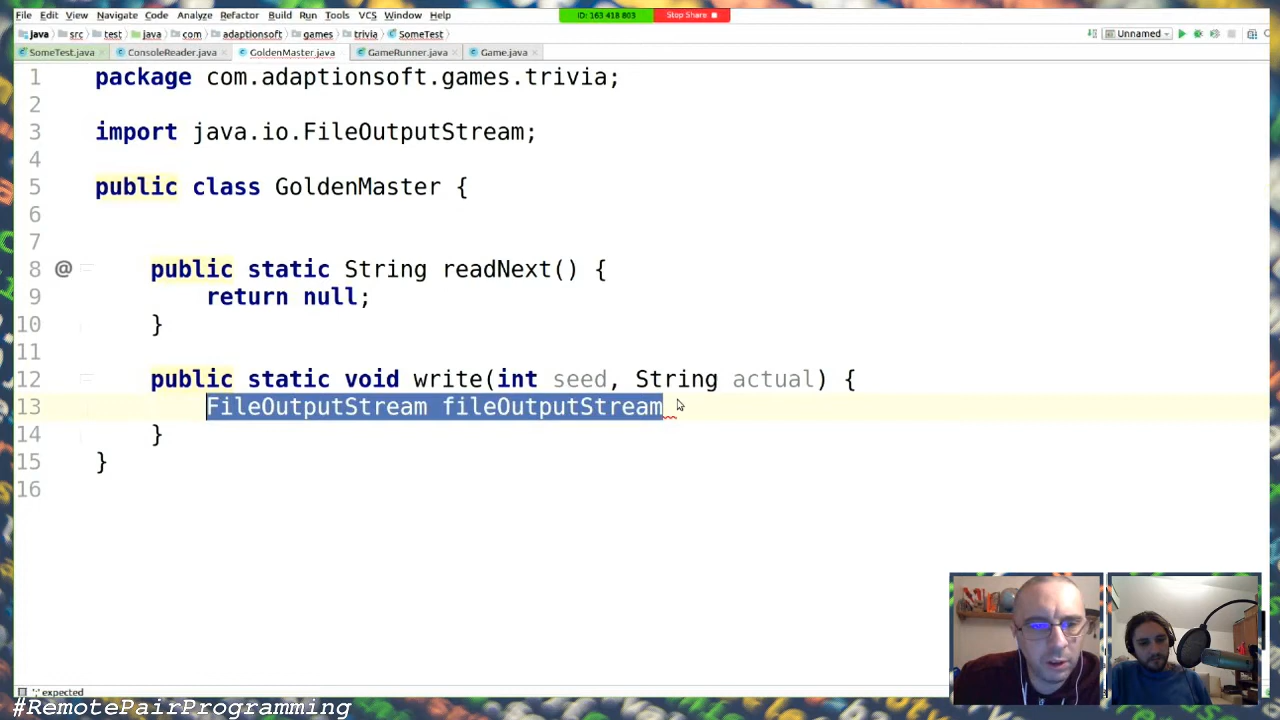 File Edit View Navigate Code Analyze Refactor Build Run Tools VCS Window Help
ID: 163 418 803 Stop Share
java src test java com adaptionsoft games trivia SomeTest Unnamed
SomeTest.java ConsoleReader.java GoldenMaster.java GameRunner.java Game.java
1 package com.adaptionsoft.games.trivia;
2
3 import java.io.FileOutputStream;
4
5 public class GoldenMaster {
6
7
8 @ public static String readNext() {
9 return null;
10 }
11
12 public static void write(int seed, String actual) {
13 FileOutputStream fileOutputStream
14 }
15 }
16
';' expected
#RemotePairProgramming